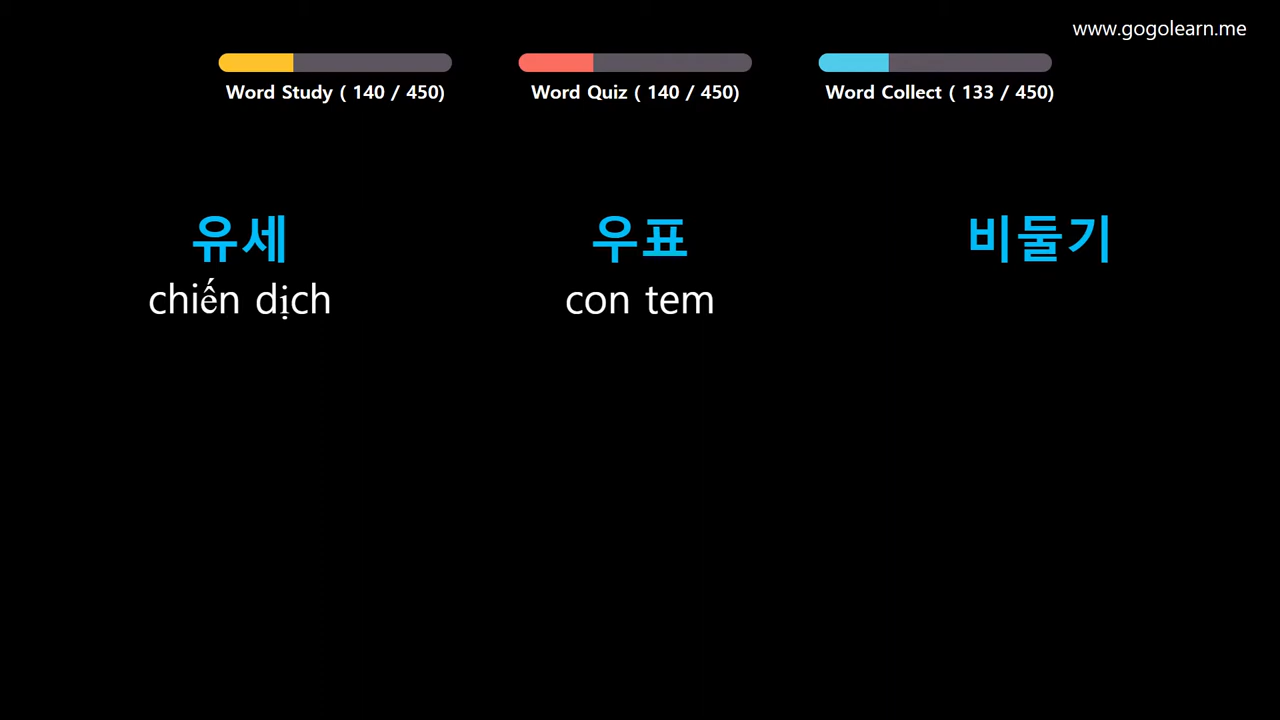 www.gogolearn.me
Word Study ( 140 / 450)
Word Quiz ( 140 / 450)
Word Collect ( 133 / 450)
유세
chiến dịch
우표
con tem
비둘기